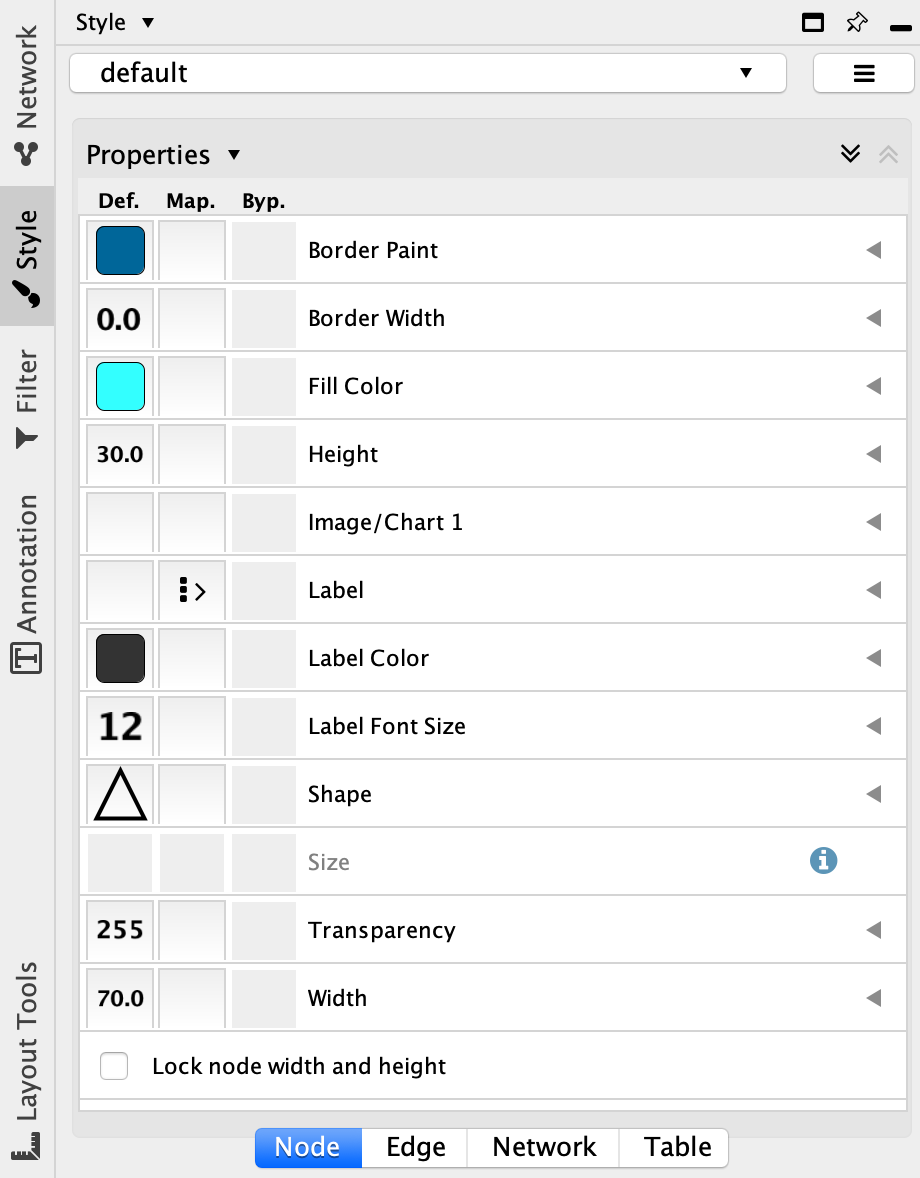 Style
default
Properties
Def. Map. Byp.
Border Paint
0.0 Border Width
Fill Color
30.0 Height
Image/Chart 1
Label
Label Color
12 Label Font Size
Shape
Size
255 Transparency
70.0 Width
Lock node width and height
Node Edge Network Table
Network
Style
Filter
Annotation
Layout Tools